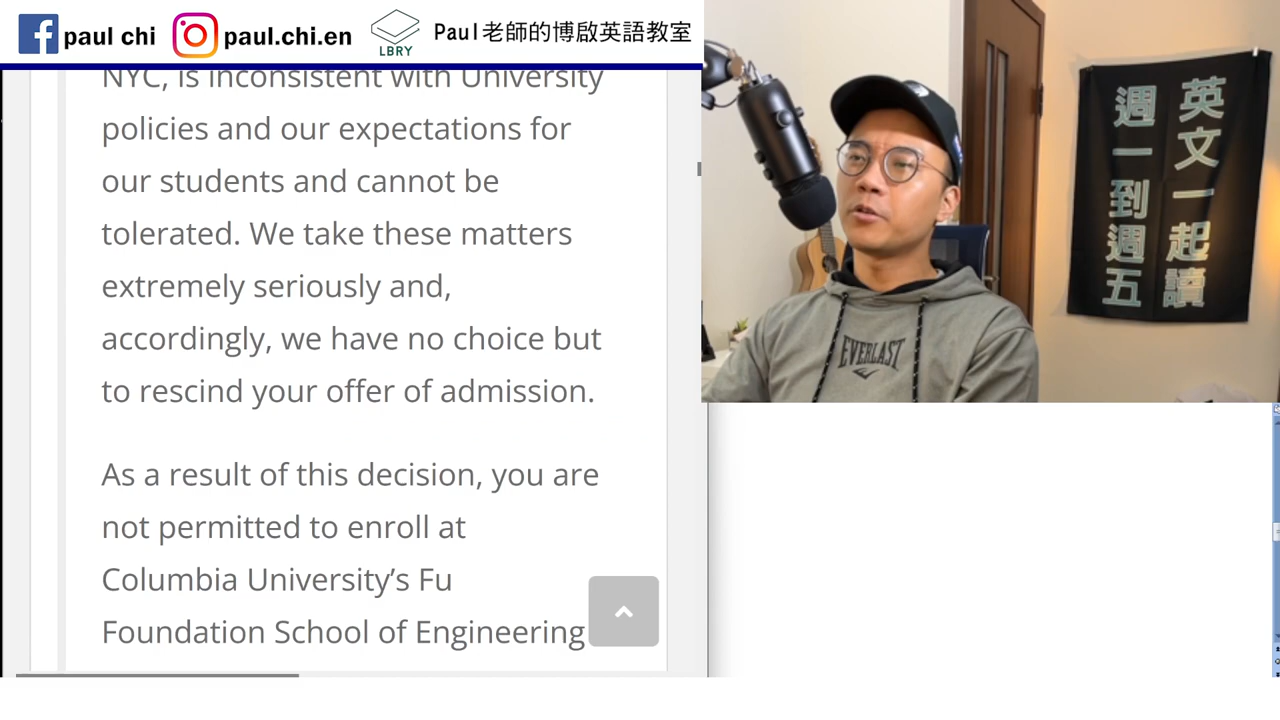 paul chi
paul.chi.en
LBRY
Paul老師的博啟英語教室
NYC, is inconsistent with University
policies and our expectations for
our students and cannot be
tolerated. We take these matters
extremely seriously and,
accordingly, we have no choice but
to rescind your offer of admission.
As a result of this decision, you are
not permitted to enroll at
Columbia University’s Fu
Foundation School of Engineering
英文一起讀
週一到週五
EVERLAST